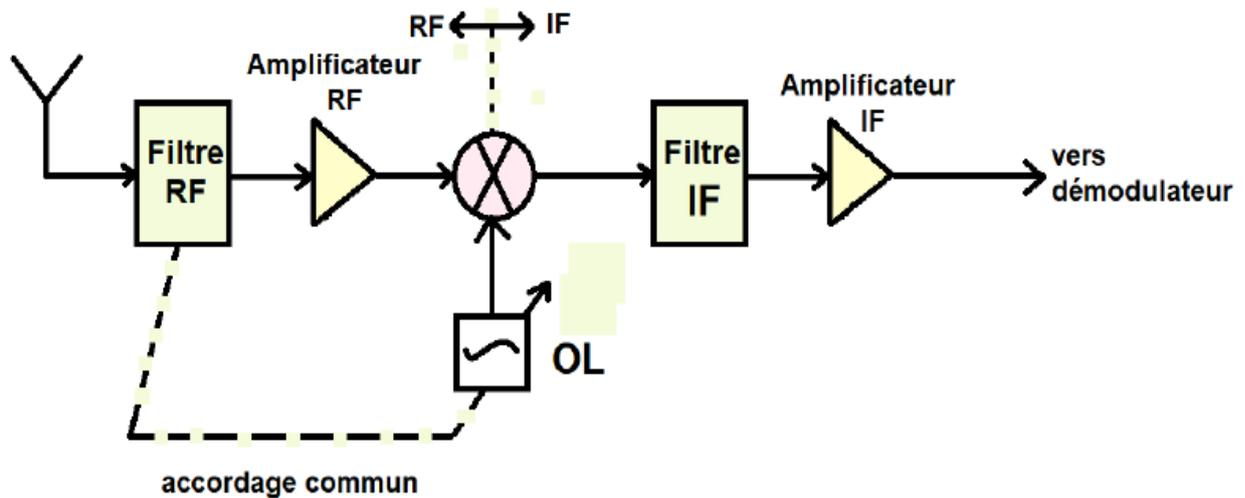 RF IF
Amplificateur
RF
Amplificateur
IF
Filtre
RF
Filtre
IF
vers
démodulateur
OL
accordage commun